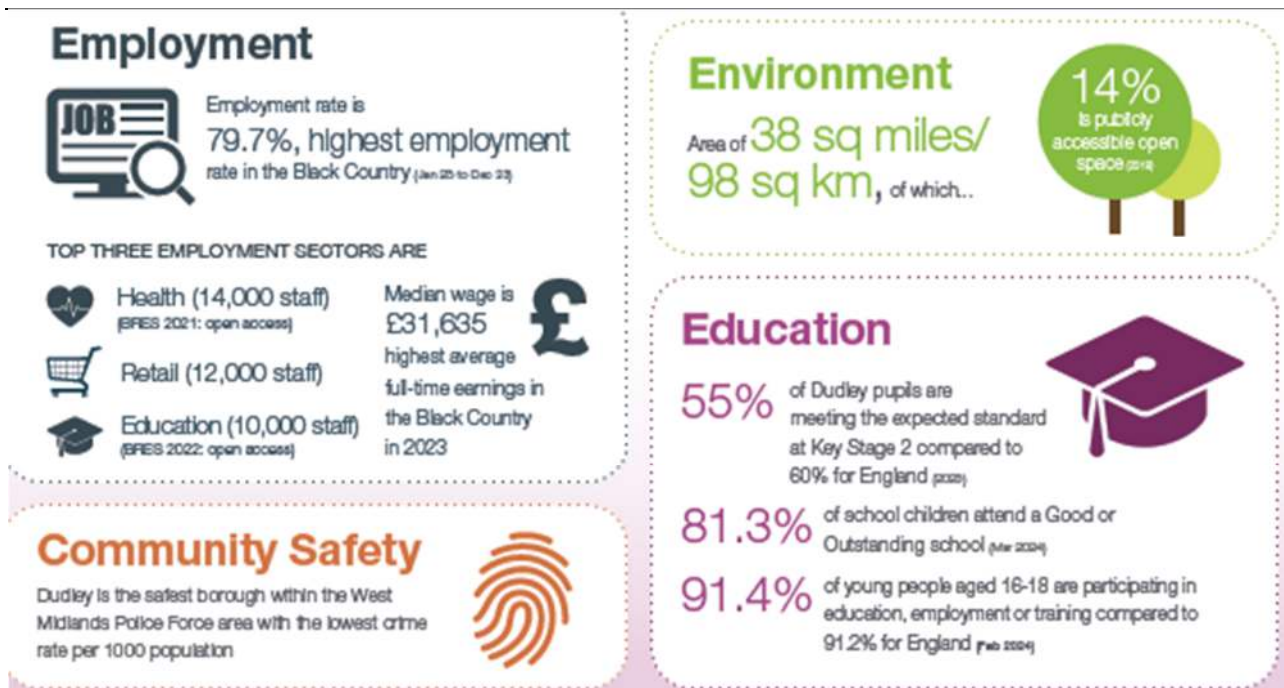 Employment
JOB
Employment rate is
79.7%, highest employment
rate in the Black Country
TOP THREE EMPLOYMENT SECTORS ARE
Health (14,000 staff)
(BRES 2021: open access)
Retail (12,000 staff)
Education (10,000 staff)
(BRES 2022: open access)
Median wage is
£31,635
highest average
full-time earnings in
the Black Country
in 2023
£
Community Safety
Dudley is the safest borough within the West
Midlands Police Force area with the lowest crime
rate per 1000 population
Environment
Area of 38 sq miles/
98 sq km, of which...
14%
is publicly
accessible open
space
Education
55% of Dudley pupils are
meeting the expected standard
at Key Stage 2 compared to
60% for England
81.3% of school children attend a Good or
Outstanding school (Mar 2024)
91.4% of young people aged 16-18 are participating in
education, employment or training compared to
91.2% for England (Feb 2024)